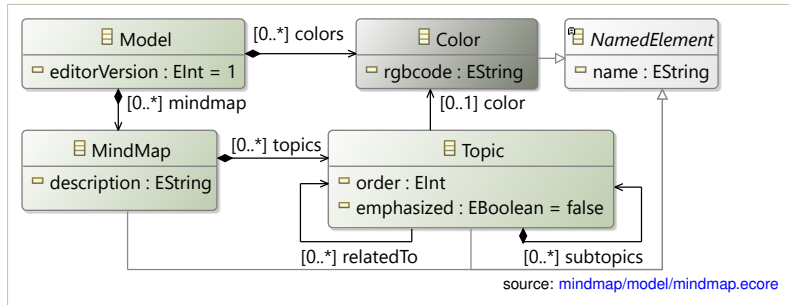 Model
editorVersion : EInt = 1
[0..*] colors
Color
rgbcode : EString
NamedElement
name : EString
[0..*] mindmap
[0..1] color
MindMap
description : EString
[0..*] topics
Topic
order : EInt
emphasized : EBoolean = false
[0..*] relatedTo
[0..*] subtopics
source: mindmap/model/mindmap.ecore